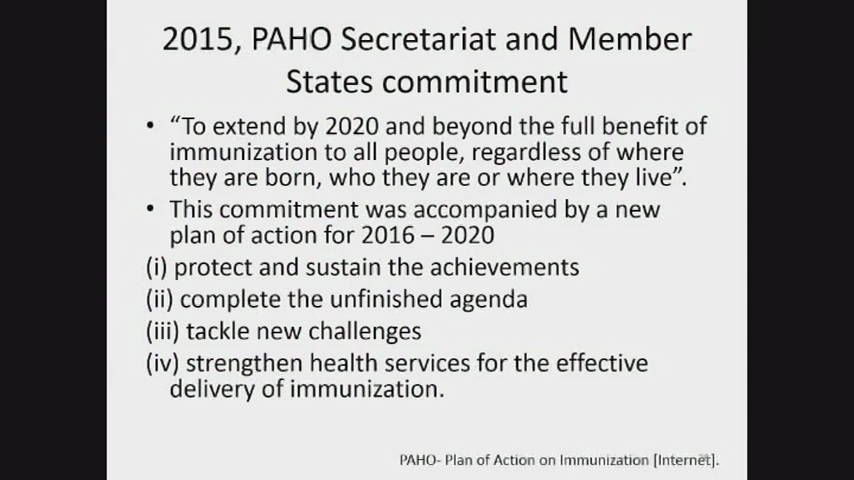 2015, PAHO Secretariat and Member
States commitment
• “To extend by 2020 and beyond the full benefit of
immunization to all people, regardless of where
they are born, who they are or where they live”.
• This commitment was accompanied by a new
plan of action for 2016 – 2020
(i) protect and sustain the achievements
(ii) complete the unfinished agenda
(iii) tackle new challenges
(iv) strengthen health services for the effective
delivery of immunization.
PAHO- Plan of Action on Immunization [Internet].